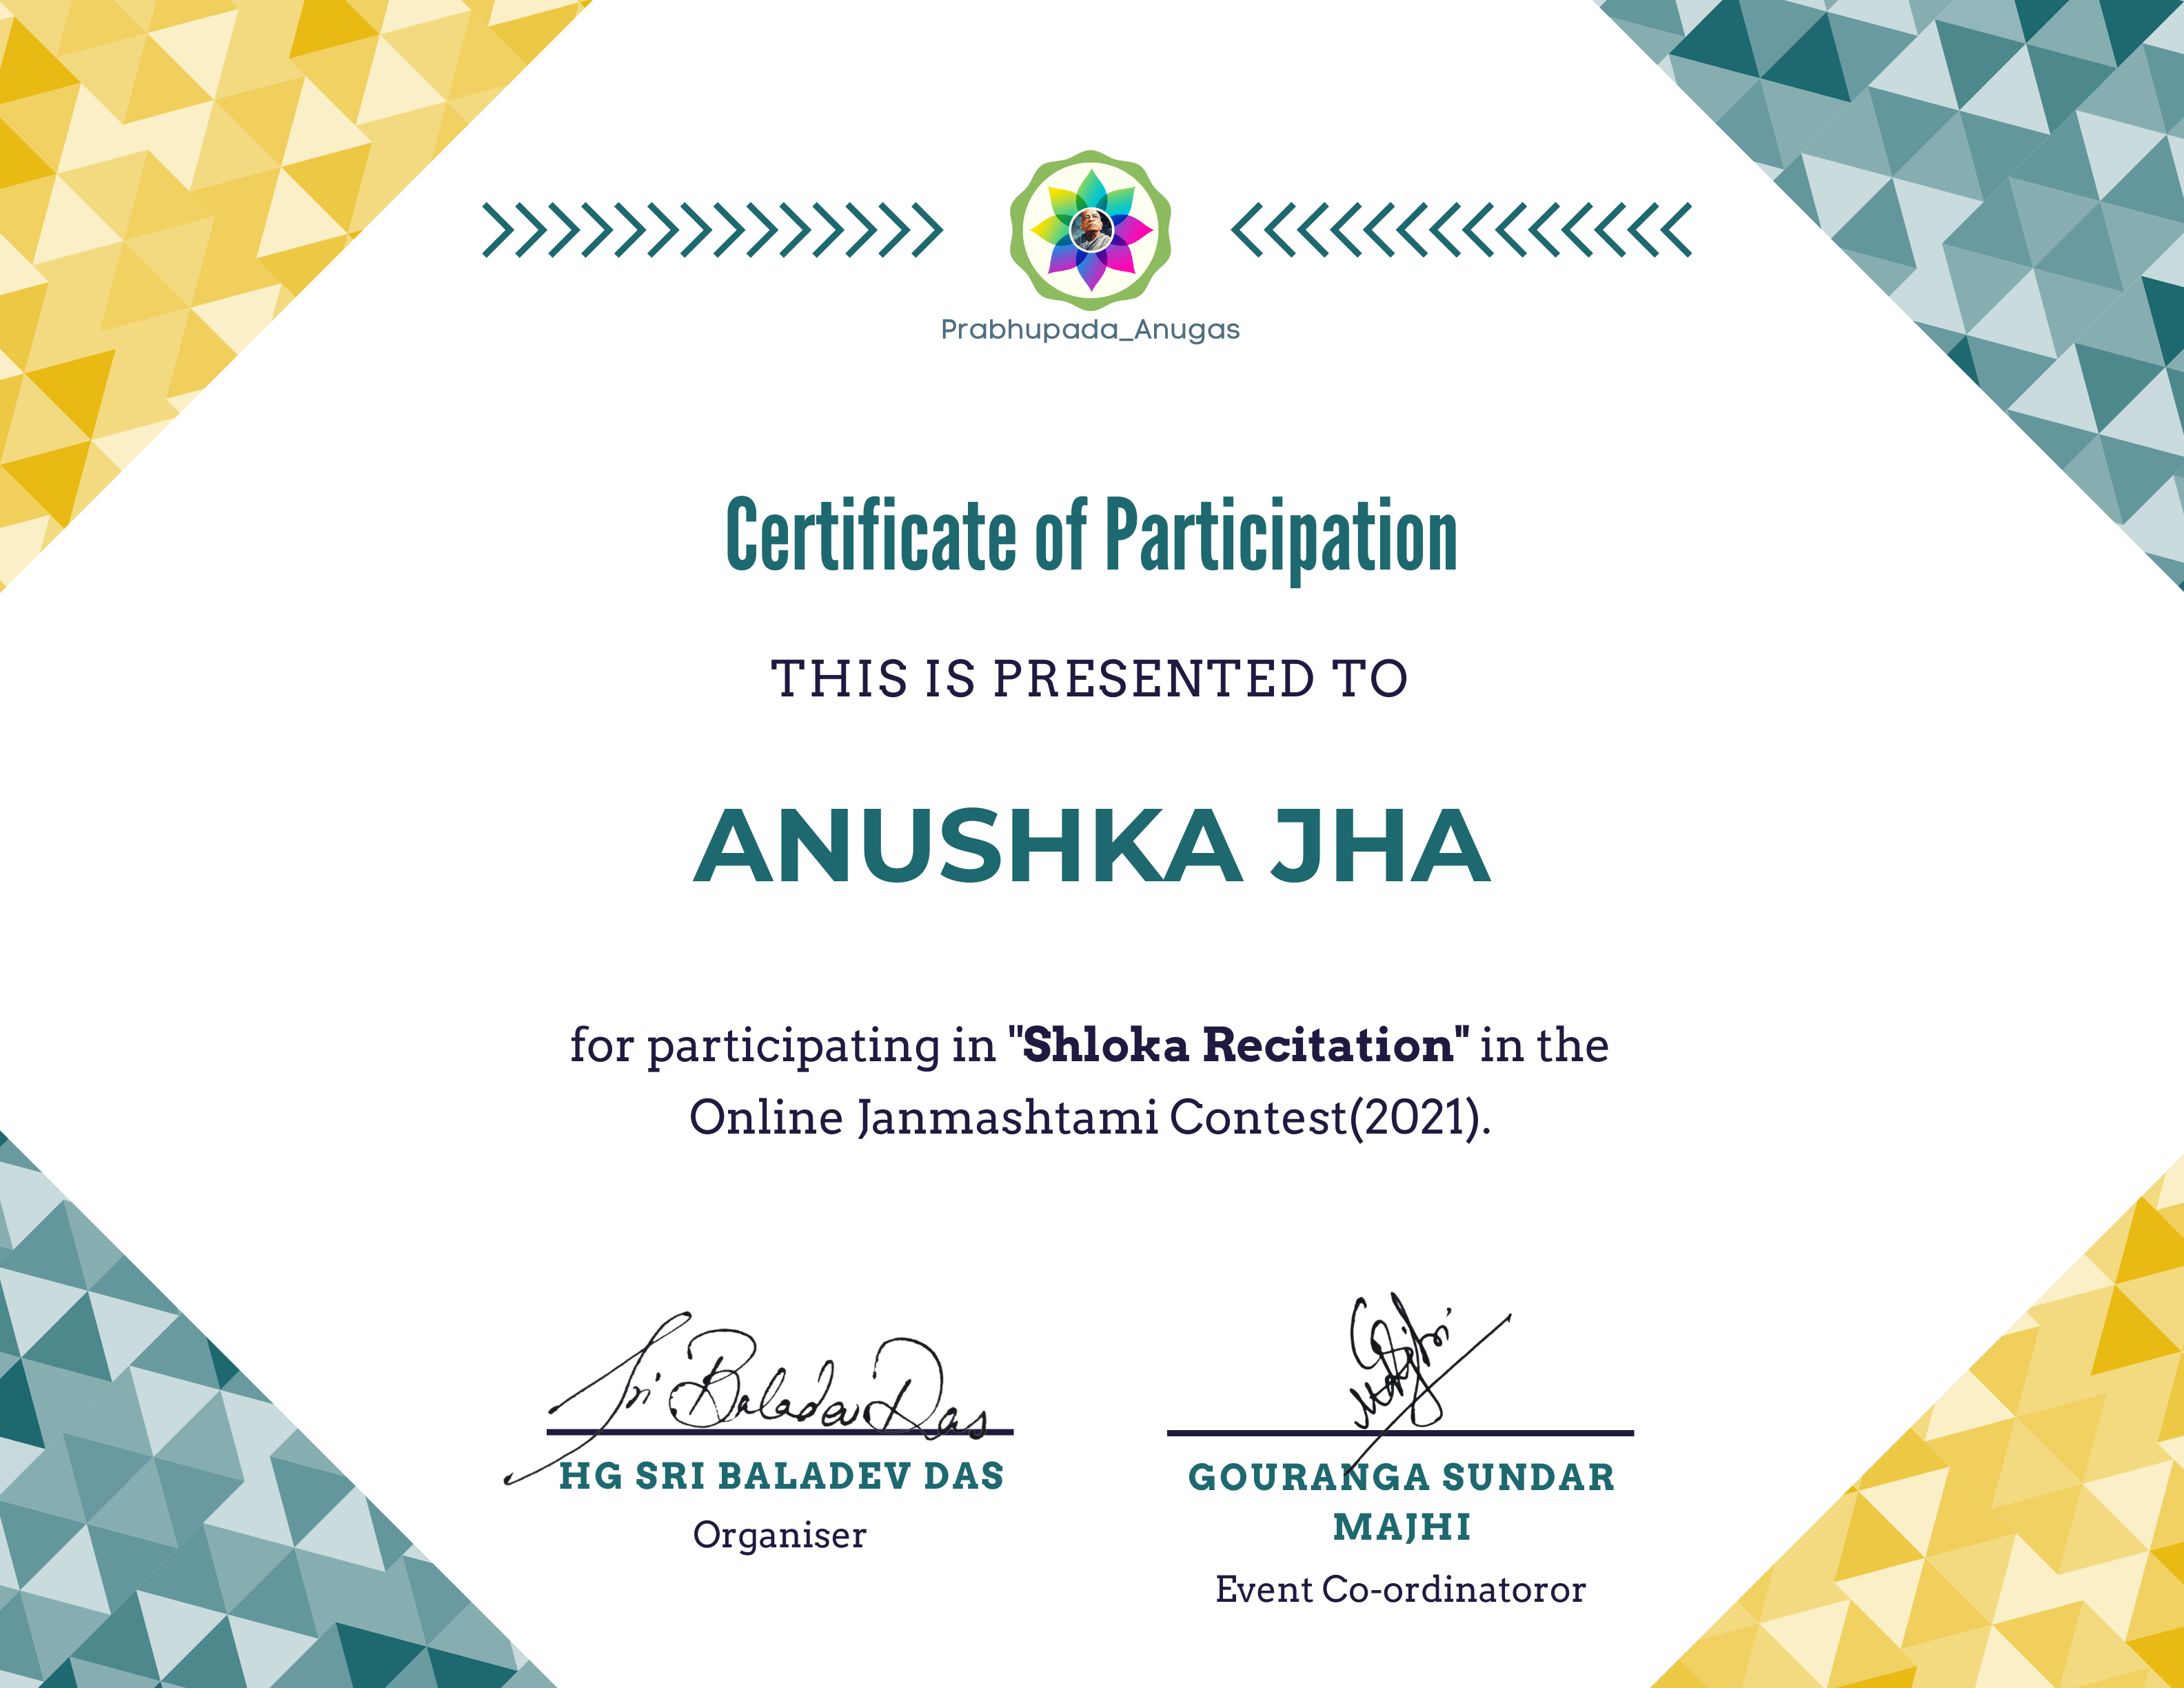 Prabhupada_Anugas
Certificate of Participation
THIS IS PRESENTED TO
ANUSHKA JHA
for participating in "Shloka Recitation" in the
Online Janmashtami Contest(2021).
Sri Baladev Das
HG SRI BALADEV DAS
Organiser
GOURANGA SUNDAR
MAJHI
Event Co-ordinatoror